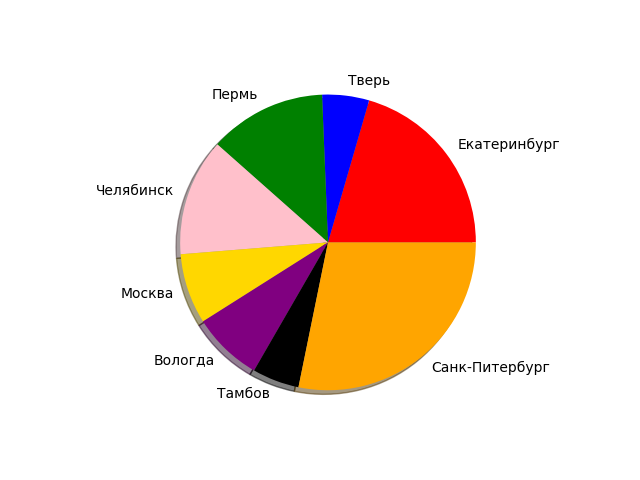 Тверь
Пермь
Екатеринбург
Челябинск
Москва
Вологда
Санк-Питербург
Тамбов